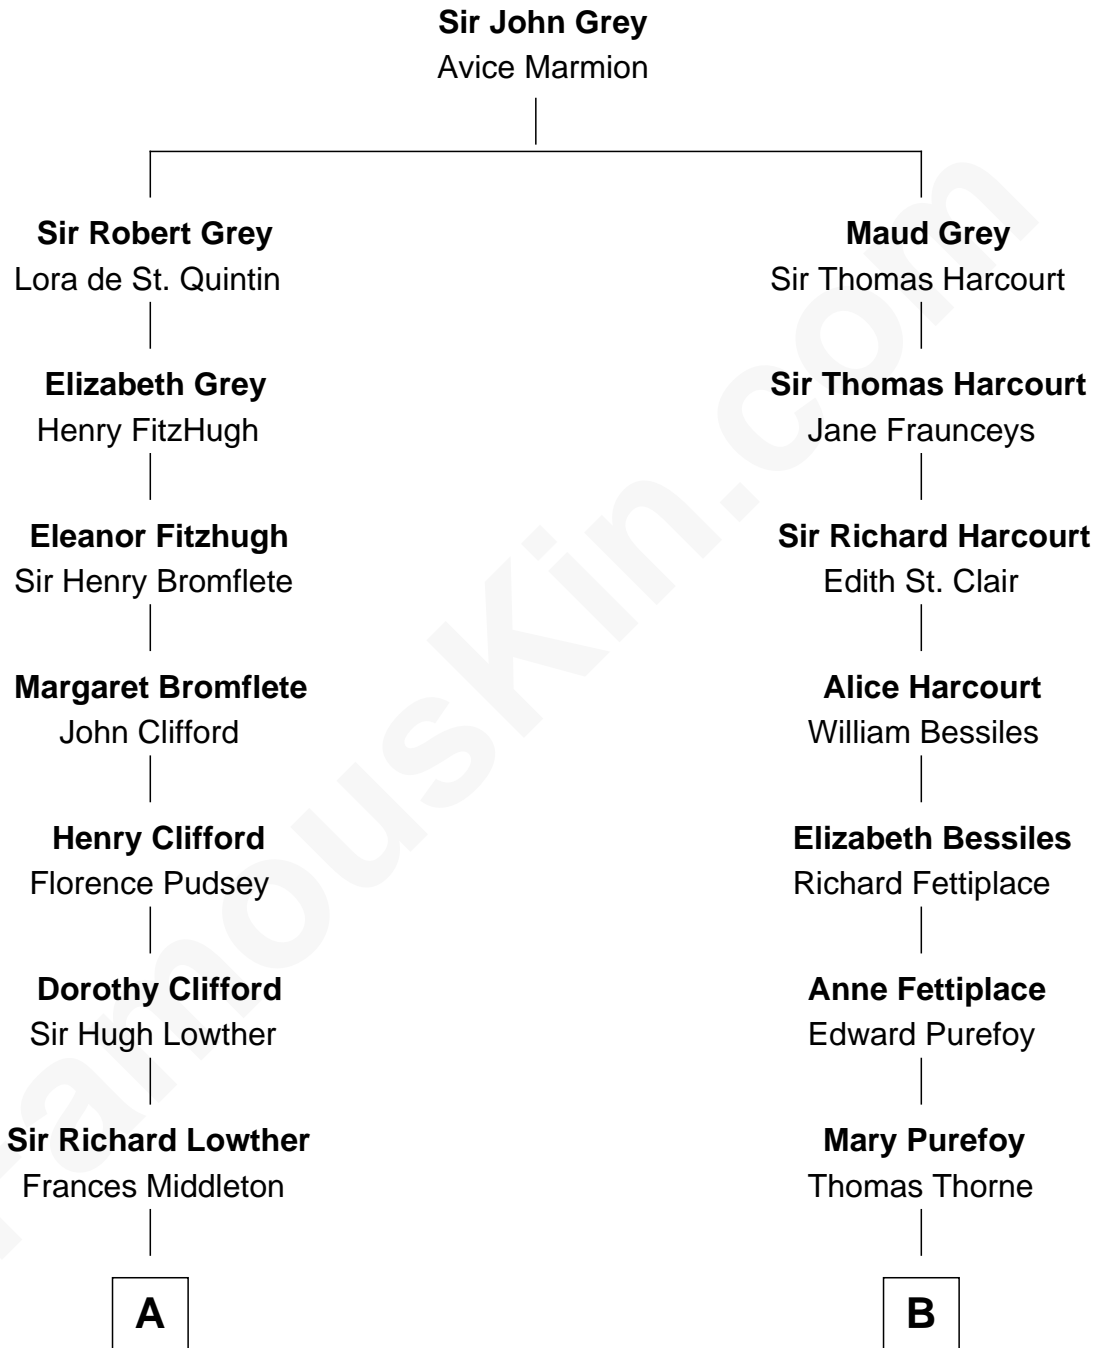 Sir John Grey
Avice Marmion
Sir Robert Grey
Lora de St. Quintin
Maud Grey
Sir Thomas Harcourt
Elizabeth Grey
Henry FitzHugh
Sir Thomas Harcourt
Jane Fraunceys
Eleanor Fitzhugh
Sir Henry Bromflete
Sir Richard Harcourt
Edith St. Clair
Margaret Bromflete
John Clifford
Alice Harcourt
William Bessiles
Henry Clifford
Florence Pudsey
Elizabeth Bessiles
Richard Fettiplace
Dorothy Clifford
Sir Hugh Lowther
Anne Fettiplace
Edward Purefoy
Sir Richard Lowther
Frances Middleton
Mary Purefoy
Thomas Thorne
A
B
FamousKin.com